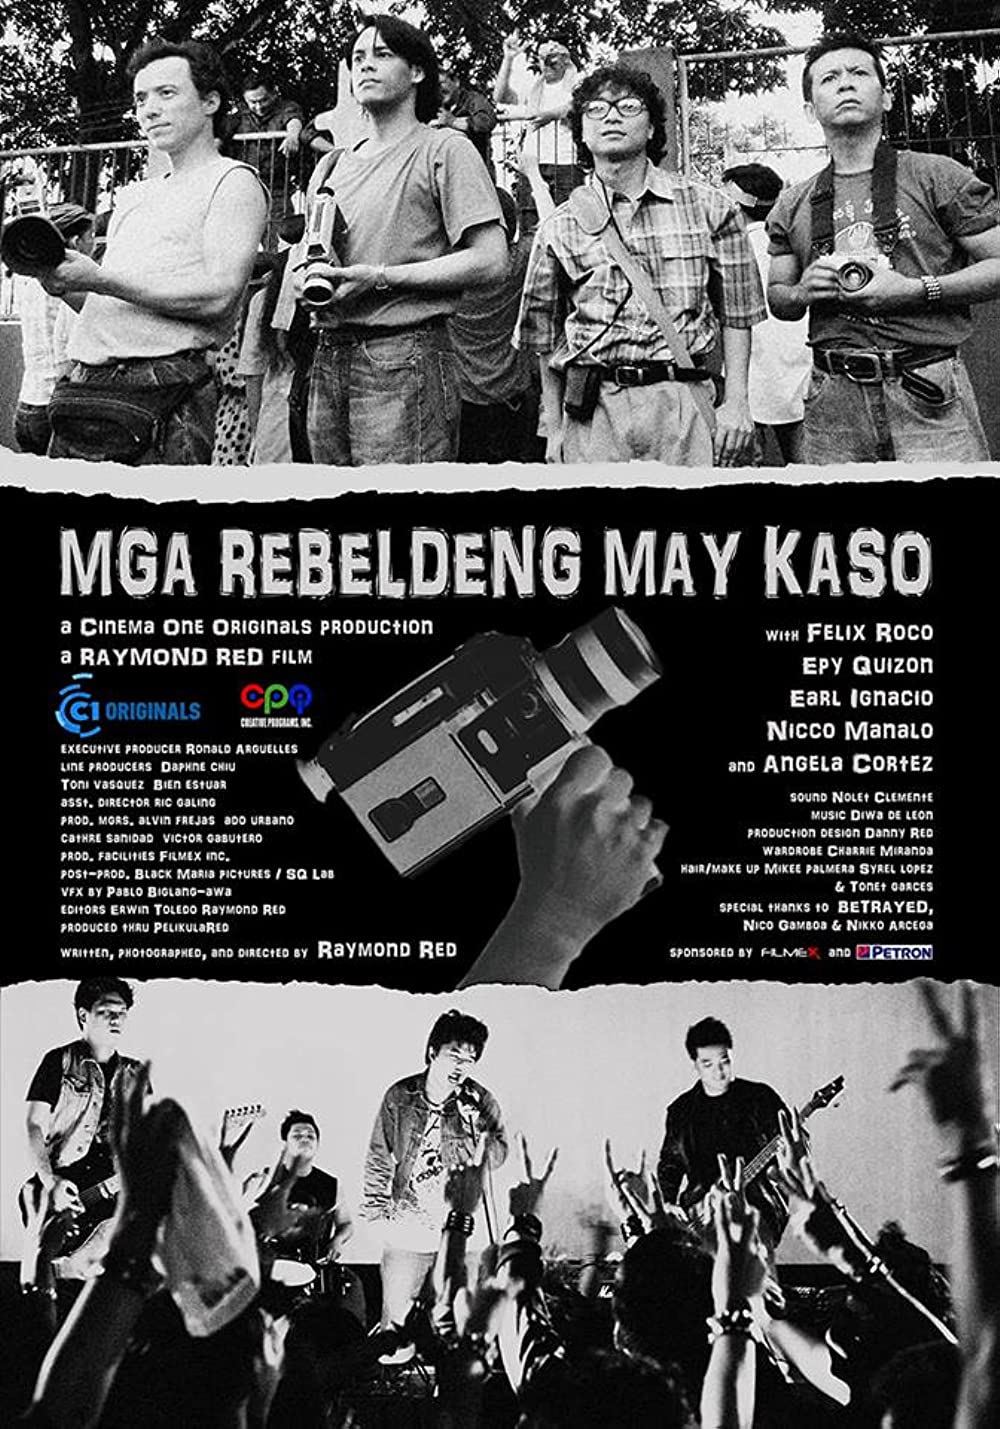 MGA REBELDENG MAY KASO
a Cinema One Originals production
a RAYMOND RED film
C1 ORIGINALS
cpi
CREATIVE PROGRAMS, INC.
executive producer Ronald Arguelles
line producers Daphne Chiu
Toni Vasquez Bien Estuar
asst. director Ric Galing
prod. mgrs. Alvin Frejas Ado Urbano
Cathre Sanidad Victor Gabutero
prod. facilities Filmex Inc.
post-prod. Black Maria Pictures / SQ Lab
VFX by Pablo Biglang-awa
editors Erwin Toledo Raymond Red
produced thru PelikulaRed
written, photographed, and directed by Raymond Red
with Felix Roco
Epy Quizon
Earl Ignacio
Nicco Manalo
and Angela Cortez
sound Nolet Clemente
music Diwa de Leon
production design Danny Red
wardrobe Charrie Miranda
hair/make up Mikee Palmera Syrel Lopez
& Tonet Garces
special thanks to BETRAYED,
Nico Gamboa & Nikko Arcega
sponsored by FILMEX and PETRON